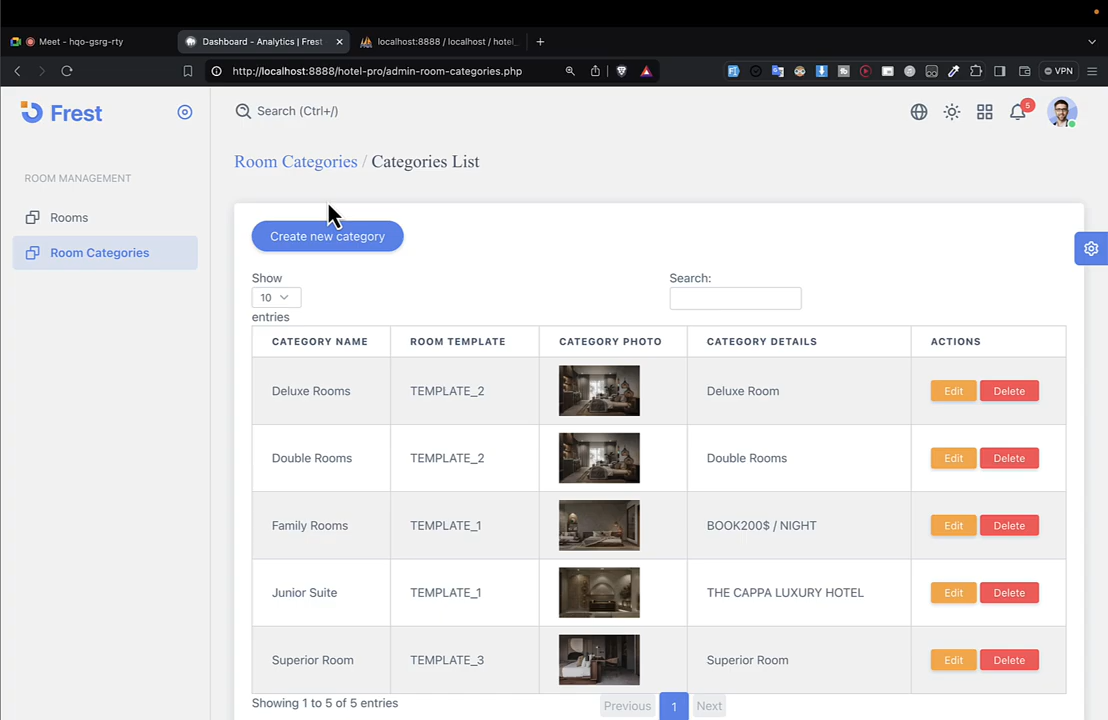 Meet - hqo-gsrg-rty
Dashboard - Analytics | Frest
localhost:8888 / localhost / hotel_
http://localhost:8888/hotel-pro/admin-room-categories.php
VPN
Frest
Search (Ctrl+/)
5
Room Categories / Categories List
ROOM MANAGEMENT
Rooms
Room Categories
Create new category
Show
10
entries
Search:
CATEGORY NAME ROOM TEMPLATE CATEGORY PHOTO CATEGORY DETAILS ACTIONS
Deluxe Rooms TEMPLATE_2 Deluxe Room Edit Delete
Double Rooms TEMPLATE_2 Double Rooms Edit Delete
Family Rooms TEMPLATE_1 BOOK200$ / NIGHT Edit Delete
Junior Suite TEMPLATE_1 THE CAPPA LUXURY HOTEL Edit Delete
Superior Room TEMPLATE_3 Superior Room Edit Delete
Showing 1 to 5 of 5 entries
Previous 1 Next